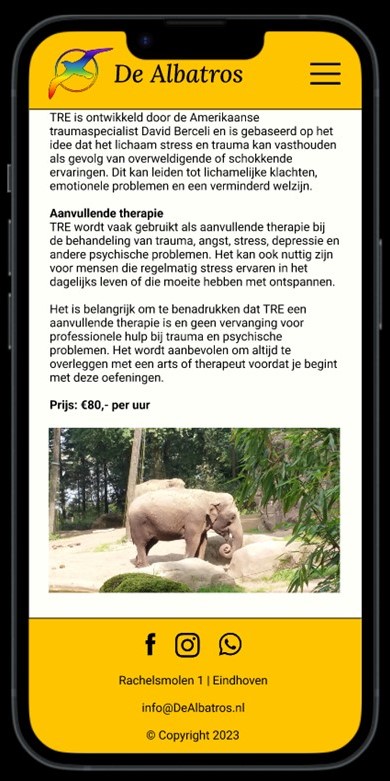 De Albatros
TRE is ontwikkeld door de Amerikaanse
traumaspecialist David Berceli en is gebaseerd op het
idee dat het lichaam stress en trauma kan vasthouden
als gevolg van overweldigende of schokkende
ervaringen. Dit kan leiden tot lichamelijke klachten,
emotionele problemen en een verminderd welzijn.
Aanvullende therapie
TRE wordt vaak gebruikt als aanvullende therapie bij
de behandeling van trauma, angst, stress, depressie en
andere psychische problemen. Het kan ook nuttig zijn
voor mensen die regelmatig stress ervaren in het
dagelijks leven of die moeite hebben met ontspannen.
Het is belangrijk om te benadrukken dat TRE een
aanvullende therapie is en geen vervanging voor
professionele hulp bij trauma en psychische
problemen. Het wordt aanbevolen om altijd te
overleggen met een arts of therapeut voordat je begint
met deze oefeningen.
Prijs: €80,- per uur
Rachelsmolen 1 | Eindhoven
info@DeAlbatros.nl
© Copyright 2023